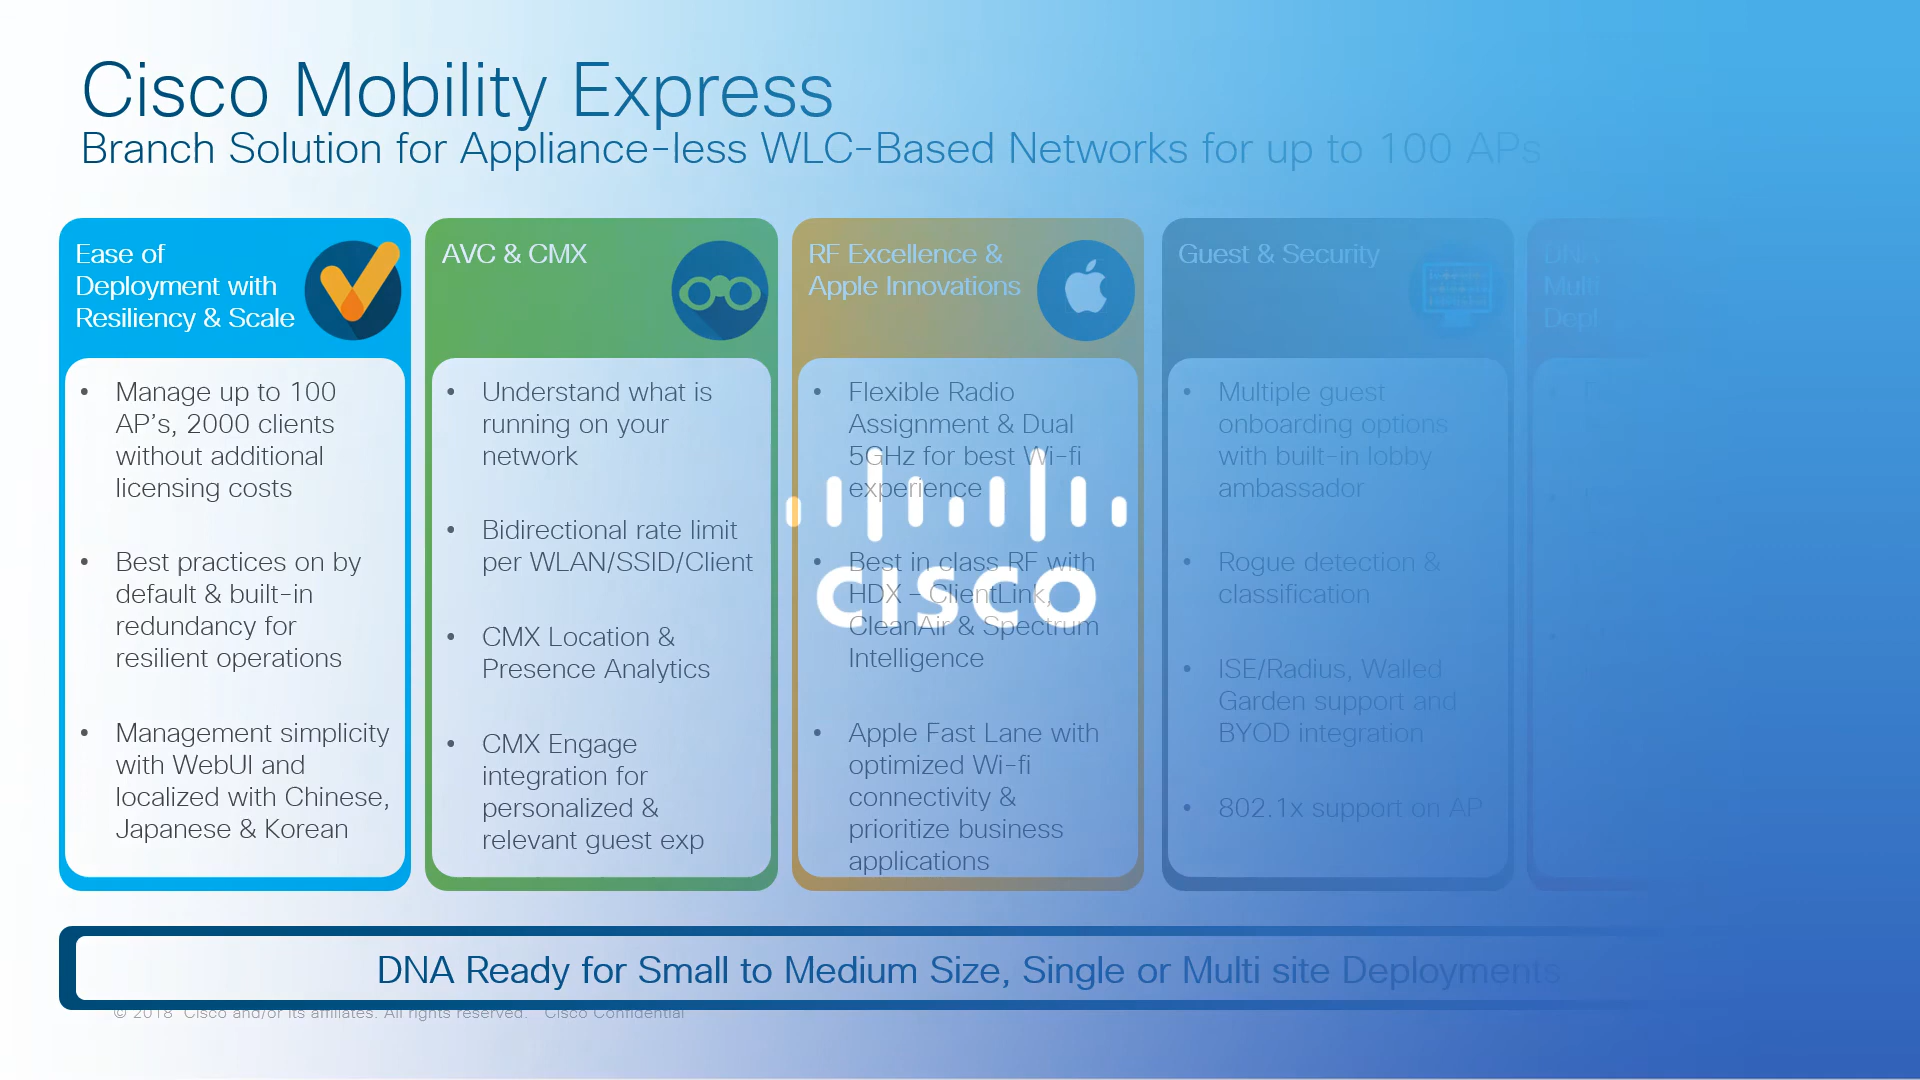 Cisco Mobility Express
Branch Solution for Appliance-less WLC-Based Networks for up to 100 APs
Ease of
Deployment with
Resiliency & Scale
• Manage up to 100
AP's, 2000 clients
without additional
licensing costs
• Best practices on by
default & built-in
redundancy for
resilient operations
• Management simplicity
with WebUI and
localized with Chinese,
Japanese & Korean
AVC & CMX
• Understand what is
running on your
network
• Bidirectional rate limit
per WLAN/SSID/Client
• CMX Location &
Presence Analytics
• CMX Engage
integration for
personalized &
relevant guest exp
RF Excellence &
Apple Innovations
• Flexible Radio
Assignment & Dual
5GHz for best Wi-fi
experience
• Best in class RF with
HDX – ClientLink,
CleanAir & Spectrum
Intelligence
• Apple Fast Lane with
optimized Wi-fi
connectivity &
prioritize business
applications
CISCO
Guest & Security
• Multiple guest
onboarding options
with built-in lobby
ambassador
• Rogue detection &
classification
• ISE/Radius, Walled
Garden support and
BYOD integration
• 802.1x support on AP
DNA Ready for Small to Medium Size, Single or Multi site Deployments
© 2018 Cisco and/or its affiliates. All rights reserved. Cisco Confidential